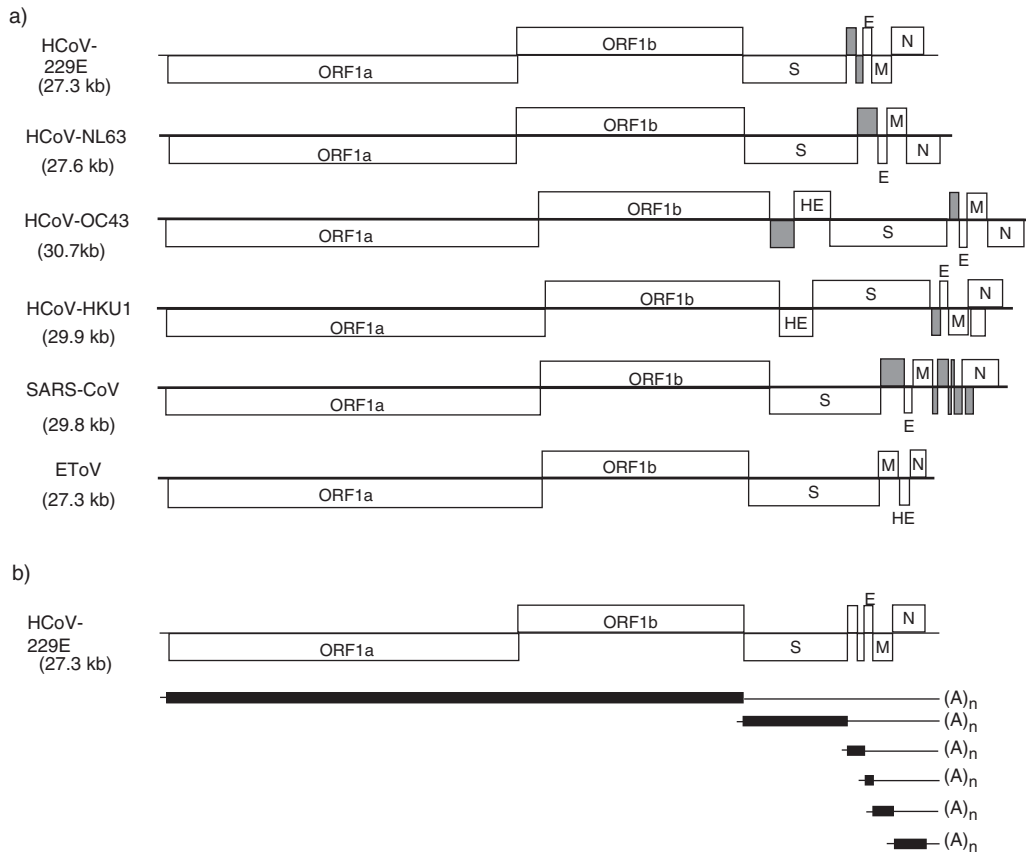 a)
HCoV-
229E
(27.3 kb)
ORF1a
ORF1b
S
E
M
N
HCoV-NL63
(27.6 kb)
ORF1a
ORF1b
S
E
M
N
HCoV-OC43
(30.7kb)
ORF1a
ORF1b
HE
S
E
M
N
HCoV-HKU1
(29.9 kb)
ORF1a
ORF1b
HE
S
E
M
N
SARS-CoV
(29.8 kb)
ORF1a
ORF1b
S
E
M
N
EToV
(27.3 kb)
ORF1a
ORF1b
S
M
HE
N
b)
HCoV-
229E
(27.3 kb)
ORF1a
ORF1b
S
E
M
N
(A)n
(A)n
(A)n
(A)n
(A)n
(A)n